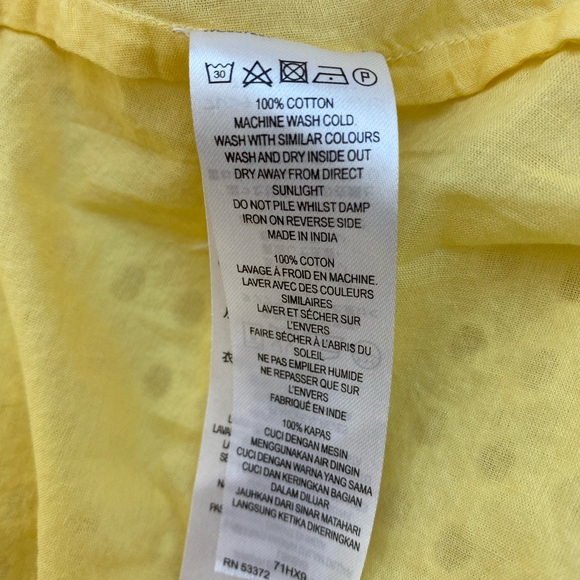 30
P
100% COTTON
MACHINE WASH COLD.
WASH WITH SIMILAR COLOURS
WASH AND DRY INSIDE OUT
DRY AWAY FROM DIRECT
SUNLIGHT
DO NOT PILE WHILST DAMP
IRON ON REVERSE SIDE
MADE IN INDIA
100% COTON
LAVAGE À FROID EN MACHINE.
LAVER AVEC DES COULEURS
SIMILAIRES
LAVER ET SÉCHER SUR
L'ENVERS
FAIRE SÉCHER À L'ABRIS DU
SOLEIL
NE PAS EMPILER HUMIDE
NE REPASSER QUE SUR
L'ENVERS
FABRIQUÉ EN INDE
100% KAPAS
CUCI DENGAN MESIN
MENGGUNAKAN AIR DINGIN
CUCI DENGAN WARNA YANG SAMA
CUCI DAN KERINGKAN BAGIAN
DALAM DILUAR
JAUHKAN DARI SINAR MATAHARI
LANGSUNG KETIKA DIKERINGKAN
RN 53372 71HX9